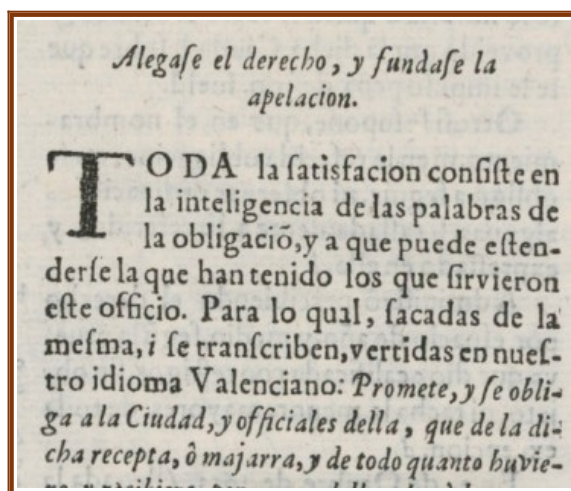 Alegaſe el derecho, y fundaſe la
apelacion.
TODA la ſatisfacion conſiſte en
la inteligencia de las palabras de
la obligaciõ, y a que puede eſten-
derſe la que han tenido los que ſirvieron
eſte officio. Para lo qual, ſacadas de la
meſma, i ſe tranſcriben, vertidas en nueſ-
tro idioma Valenciano: Promete, y ſe obli-
ga a la Ciudad, y officiales della, que de la di-
cha recepta, ò majarra, y de todo quanto huvie-